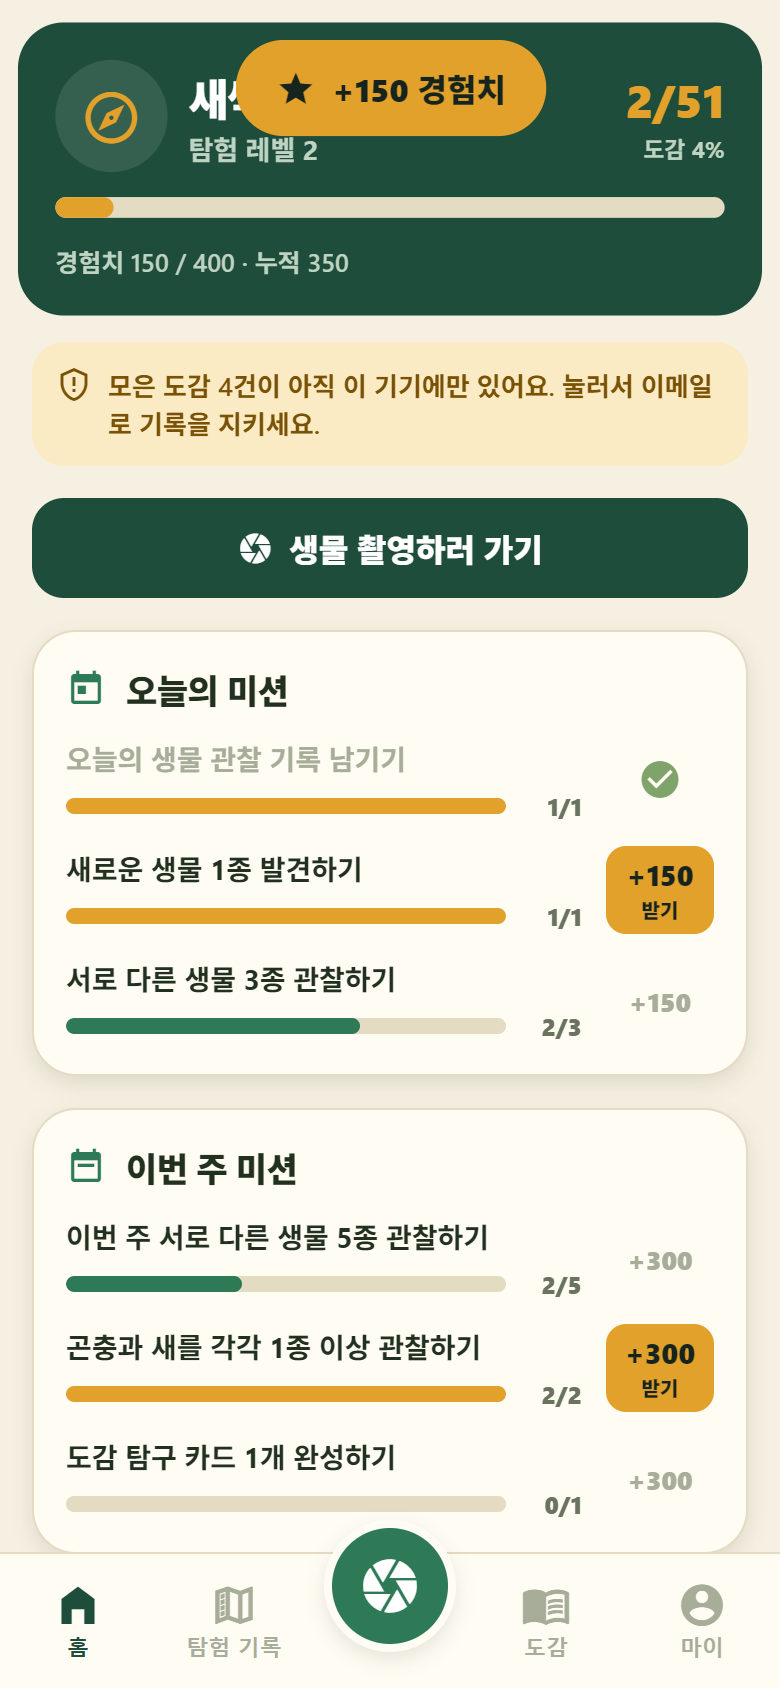 +150 경험치
2/51
탐험 레벨 2
도감 4%
경험치 150 / 400 · 누적 350
모은 도감 4건이 아직 이 기기에만 있어요. 눌러서 이메일
로 기록을 지키세요.
생물 촬영하러 가기
오늘의 미션
오늘의 생물 관찰 기록 남기기
1/1
새로운 생물 1종 발견하기
1/1
+150
받기
서로 다른 생물 3종 관찰하기
2/3
+150
이번 주 미션
이번 주 서로 다른 생물 5종 관찰하기
2/5
+300
곤충과 새를 각각 1종 이상 관찰하기
2/2
+300
받기
도감 탐구 카드 1개 완성하기
0/1
+300
홈
탐험 기록
도감
마이